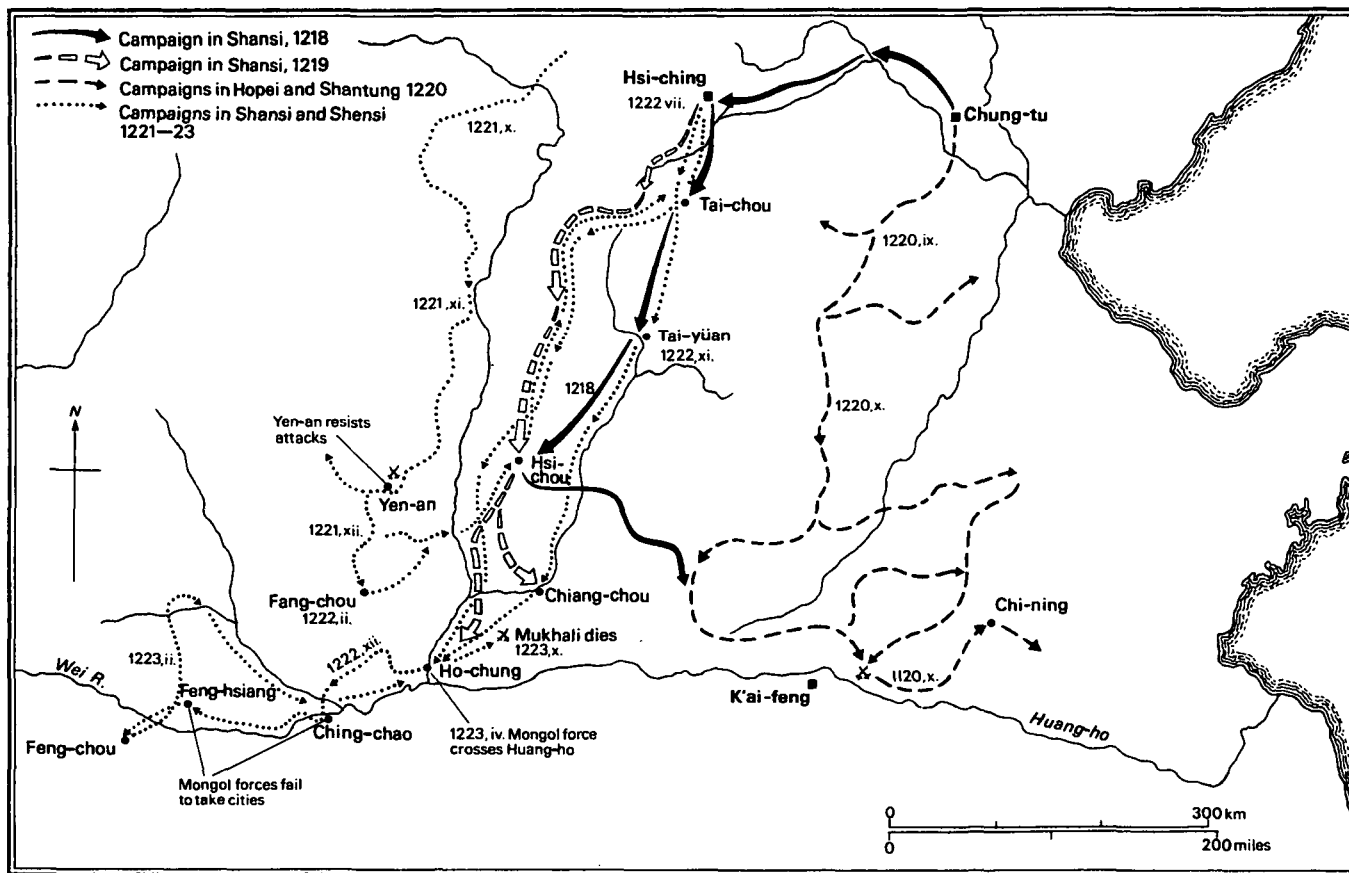 Campaign in Shansi, 1218
Campaign in Shansi, 1219
Campaigns in Hopei and Shantung 1220
Campaigns in Shansi and Shensi
1221—23
Hsi-ching
1222 vii.
Chung-tu
1221, x.
Tai-chou
1220, ix.
1221, xi.
Tai-yüan
1222, xi.
1218
1220, x.
N
Yen-an resists
attacks
Hsi-
chou
Yen-an
1221, xii.
Fang-chou
1222, ii.
Chiang-chou
Chi-ning
Mukhali dies
1223, x.
1223, ii.
1222, xii.
Ho-chung
Wei R.
Feng-hsiang
1120, x.
K'ai-feng
Ching-chao
Feng-chou
1223, iv. Mongol force
crosses Huang-ho
Huang-ho
Mongol forces fail
to take cities
0 300 km
0 200 miles